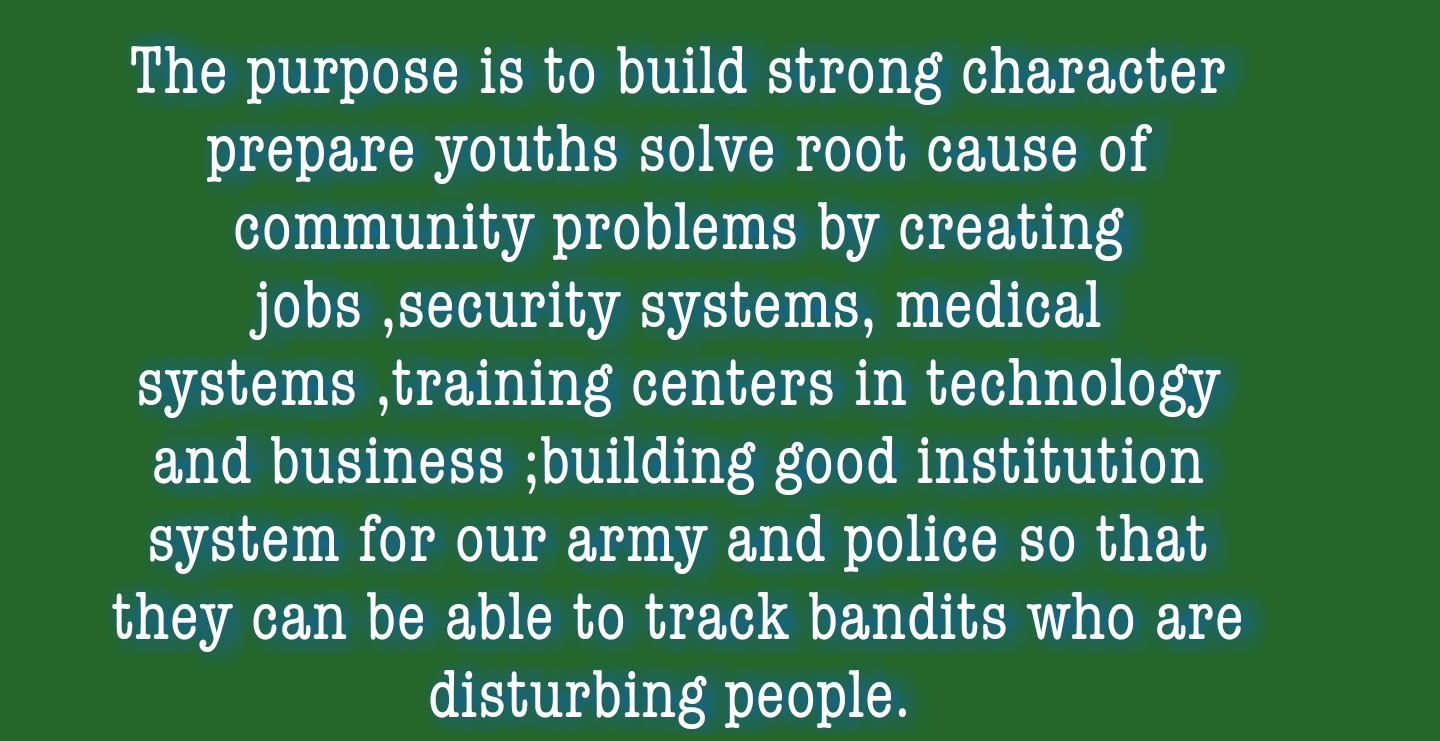 The purpose is to build strong character
prepare youths solve root cause of
community problems by creating
jobs ,security systems, medical
systems ,training centers in technology
and business ;building good institution
system for our army and police so that
they can be able to track bandits who are
disturbing people.